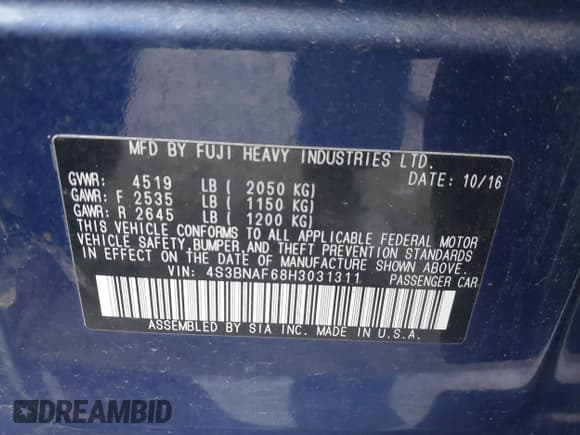 MFD BY FUJI HEAVY INDUSTRIES LTD.
GVWR: 4519 LB ( 2050 KG) DATE: 10/16
GAWR: F 2535 LB ( 1150 KG)
GAWR: R 2645 LB ( 1200 KG)
THIS VEHICLE CONFORMS TO ALL APPLICABLE FEDERAL MOTOR
VEHICLE SAFETY, BUMPER, AND THEFT PREVENTION STANDARDS
IN EFFECT ON THE DATE OF MANUFACTURE SHOWN ABOVE.
VIN: 4S3BNAF68H3031311 PASSENGER CAR
ASSEMBLED BY SIA INC. MADE IN U.S.A.
DREAMBID